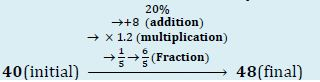 20%
→+8 (addition)
→ × 1.2 (multiplication)
→ 1/5 → 6/5 (Fraction)
40(initial) ⟶ 48(final)